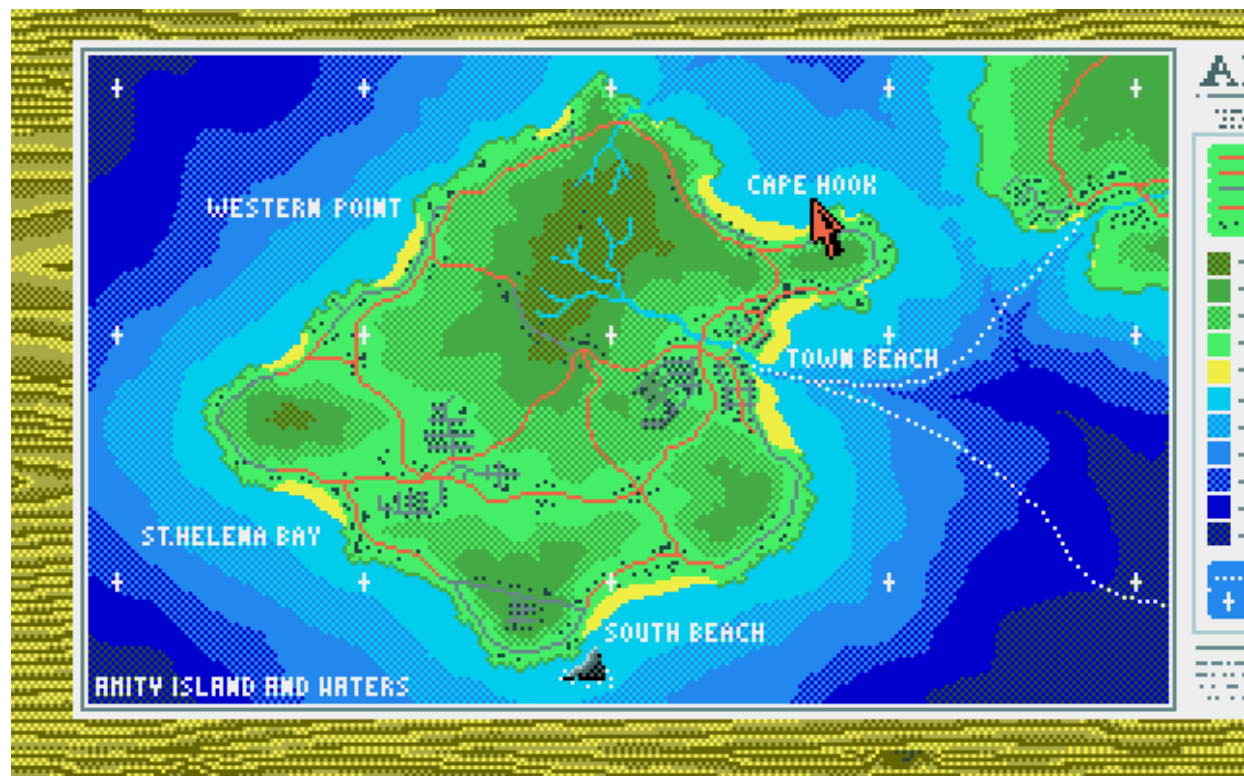 CAPE HOOK
WESTERN POINT
TOWN BEACH
ST.HELENA BAY
SOUTH BEACH
AMITY ISLAND AND WATERS